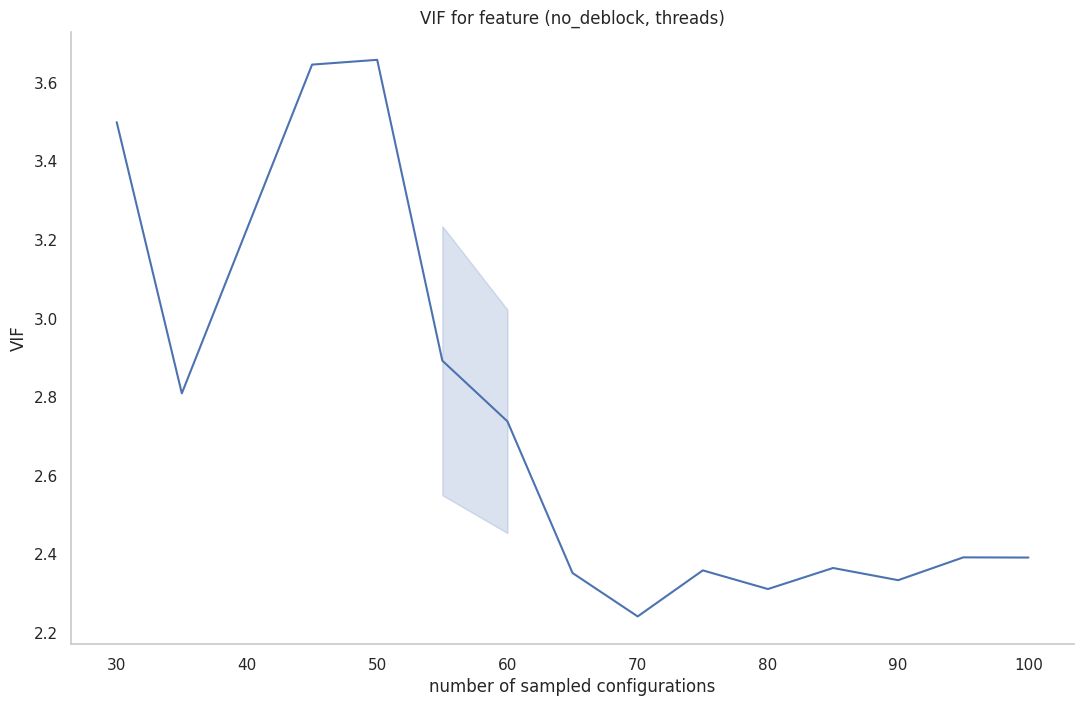 VIF for feature (no_deblock, threads)
VIF
3.6
3.4
3.2
3.0
2.8
2.6
2.4
2.2
30 40 50 60 70 80 90 100
number of sampled configurations